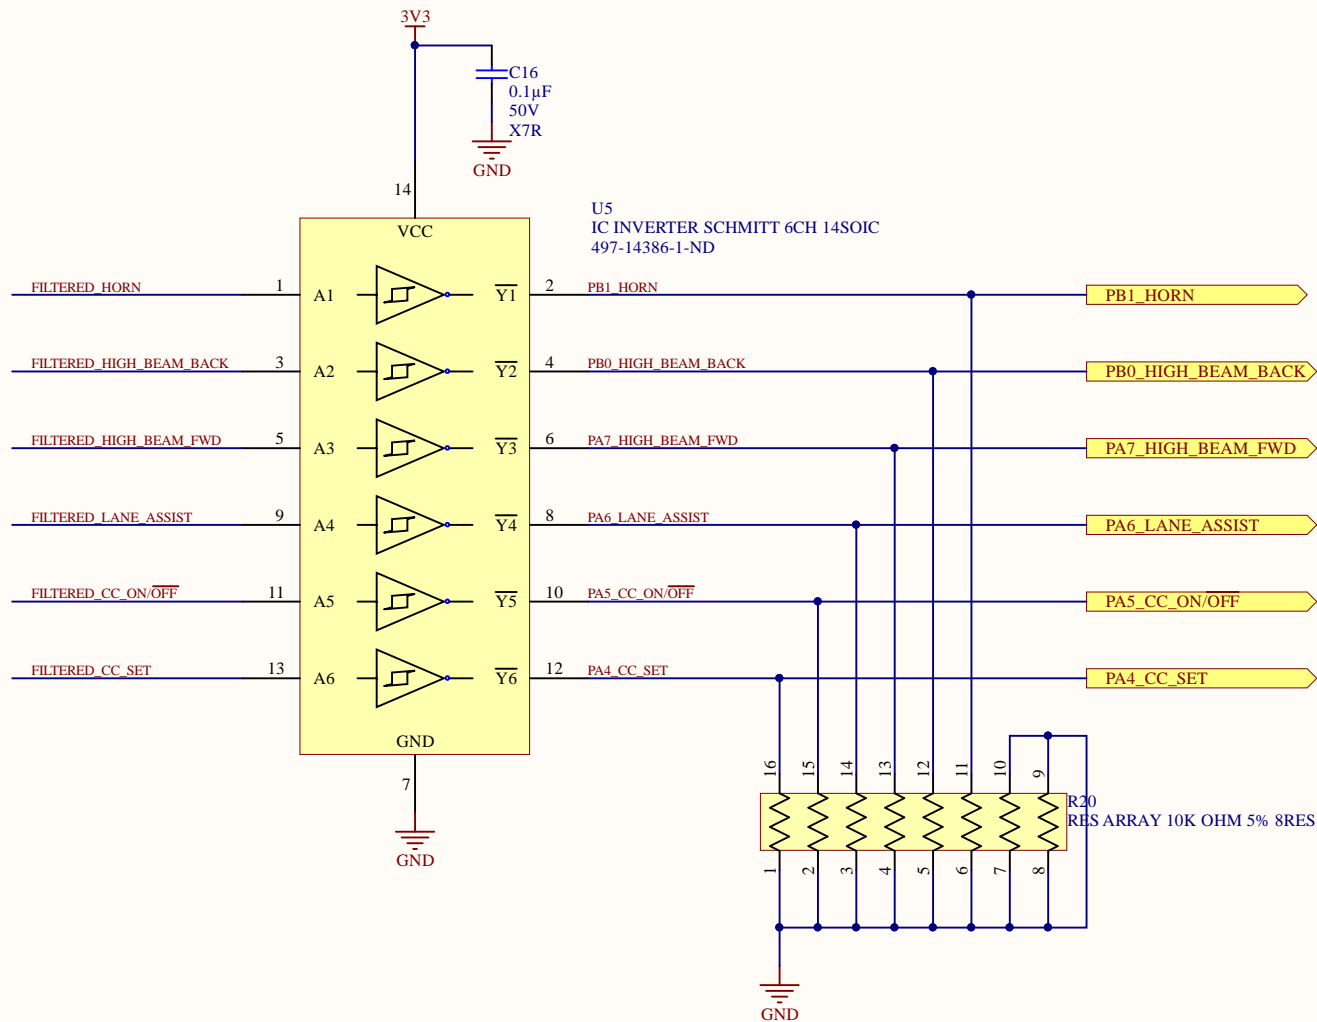 3V3
C16
0.1µF
50V
X7R
GND
14
U5
IC INVERTER SCHMITT 6CH 14SOIC
497-14386-1-ND
VCC
FILTERED_HORN 1 A1 Y1 2 PB1_HORN PB1_HORN
FILTERED_HIGH_BEAM_BACK 3 A2 Y2 4 PB0_HIGH_BEAM_BACK PB0_HIGH_BEAM_BACK
FILTERED_HIGH_BEAM_FWD 5 A3 Y3 6 PA7_HIGH_BEAM_FWD PA7_HIGH_BEAM_FWD
FILTERED_LANE_ASSIST 9 A4 Y4 8 PA6_LANE_ASSIST PA6_LANE_ASSIST
FILTERED_CC_ON/OFF 11 A5 Y5 10 PA5_CC_ON/OFF PA5_CC_ON/OFF
FILTERED_CC_SET 13 A6 Y6 12 PA4_CC_SET PA4_CC_SET
GND
7
GND
16 15 14 13 12 11 10 9
R20
RES ARRAY 10K OHM 5% 8RES
1 2 3 4 5 6 7 8
GND